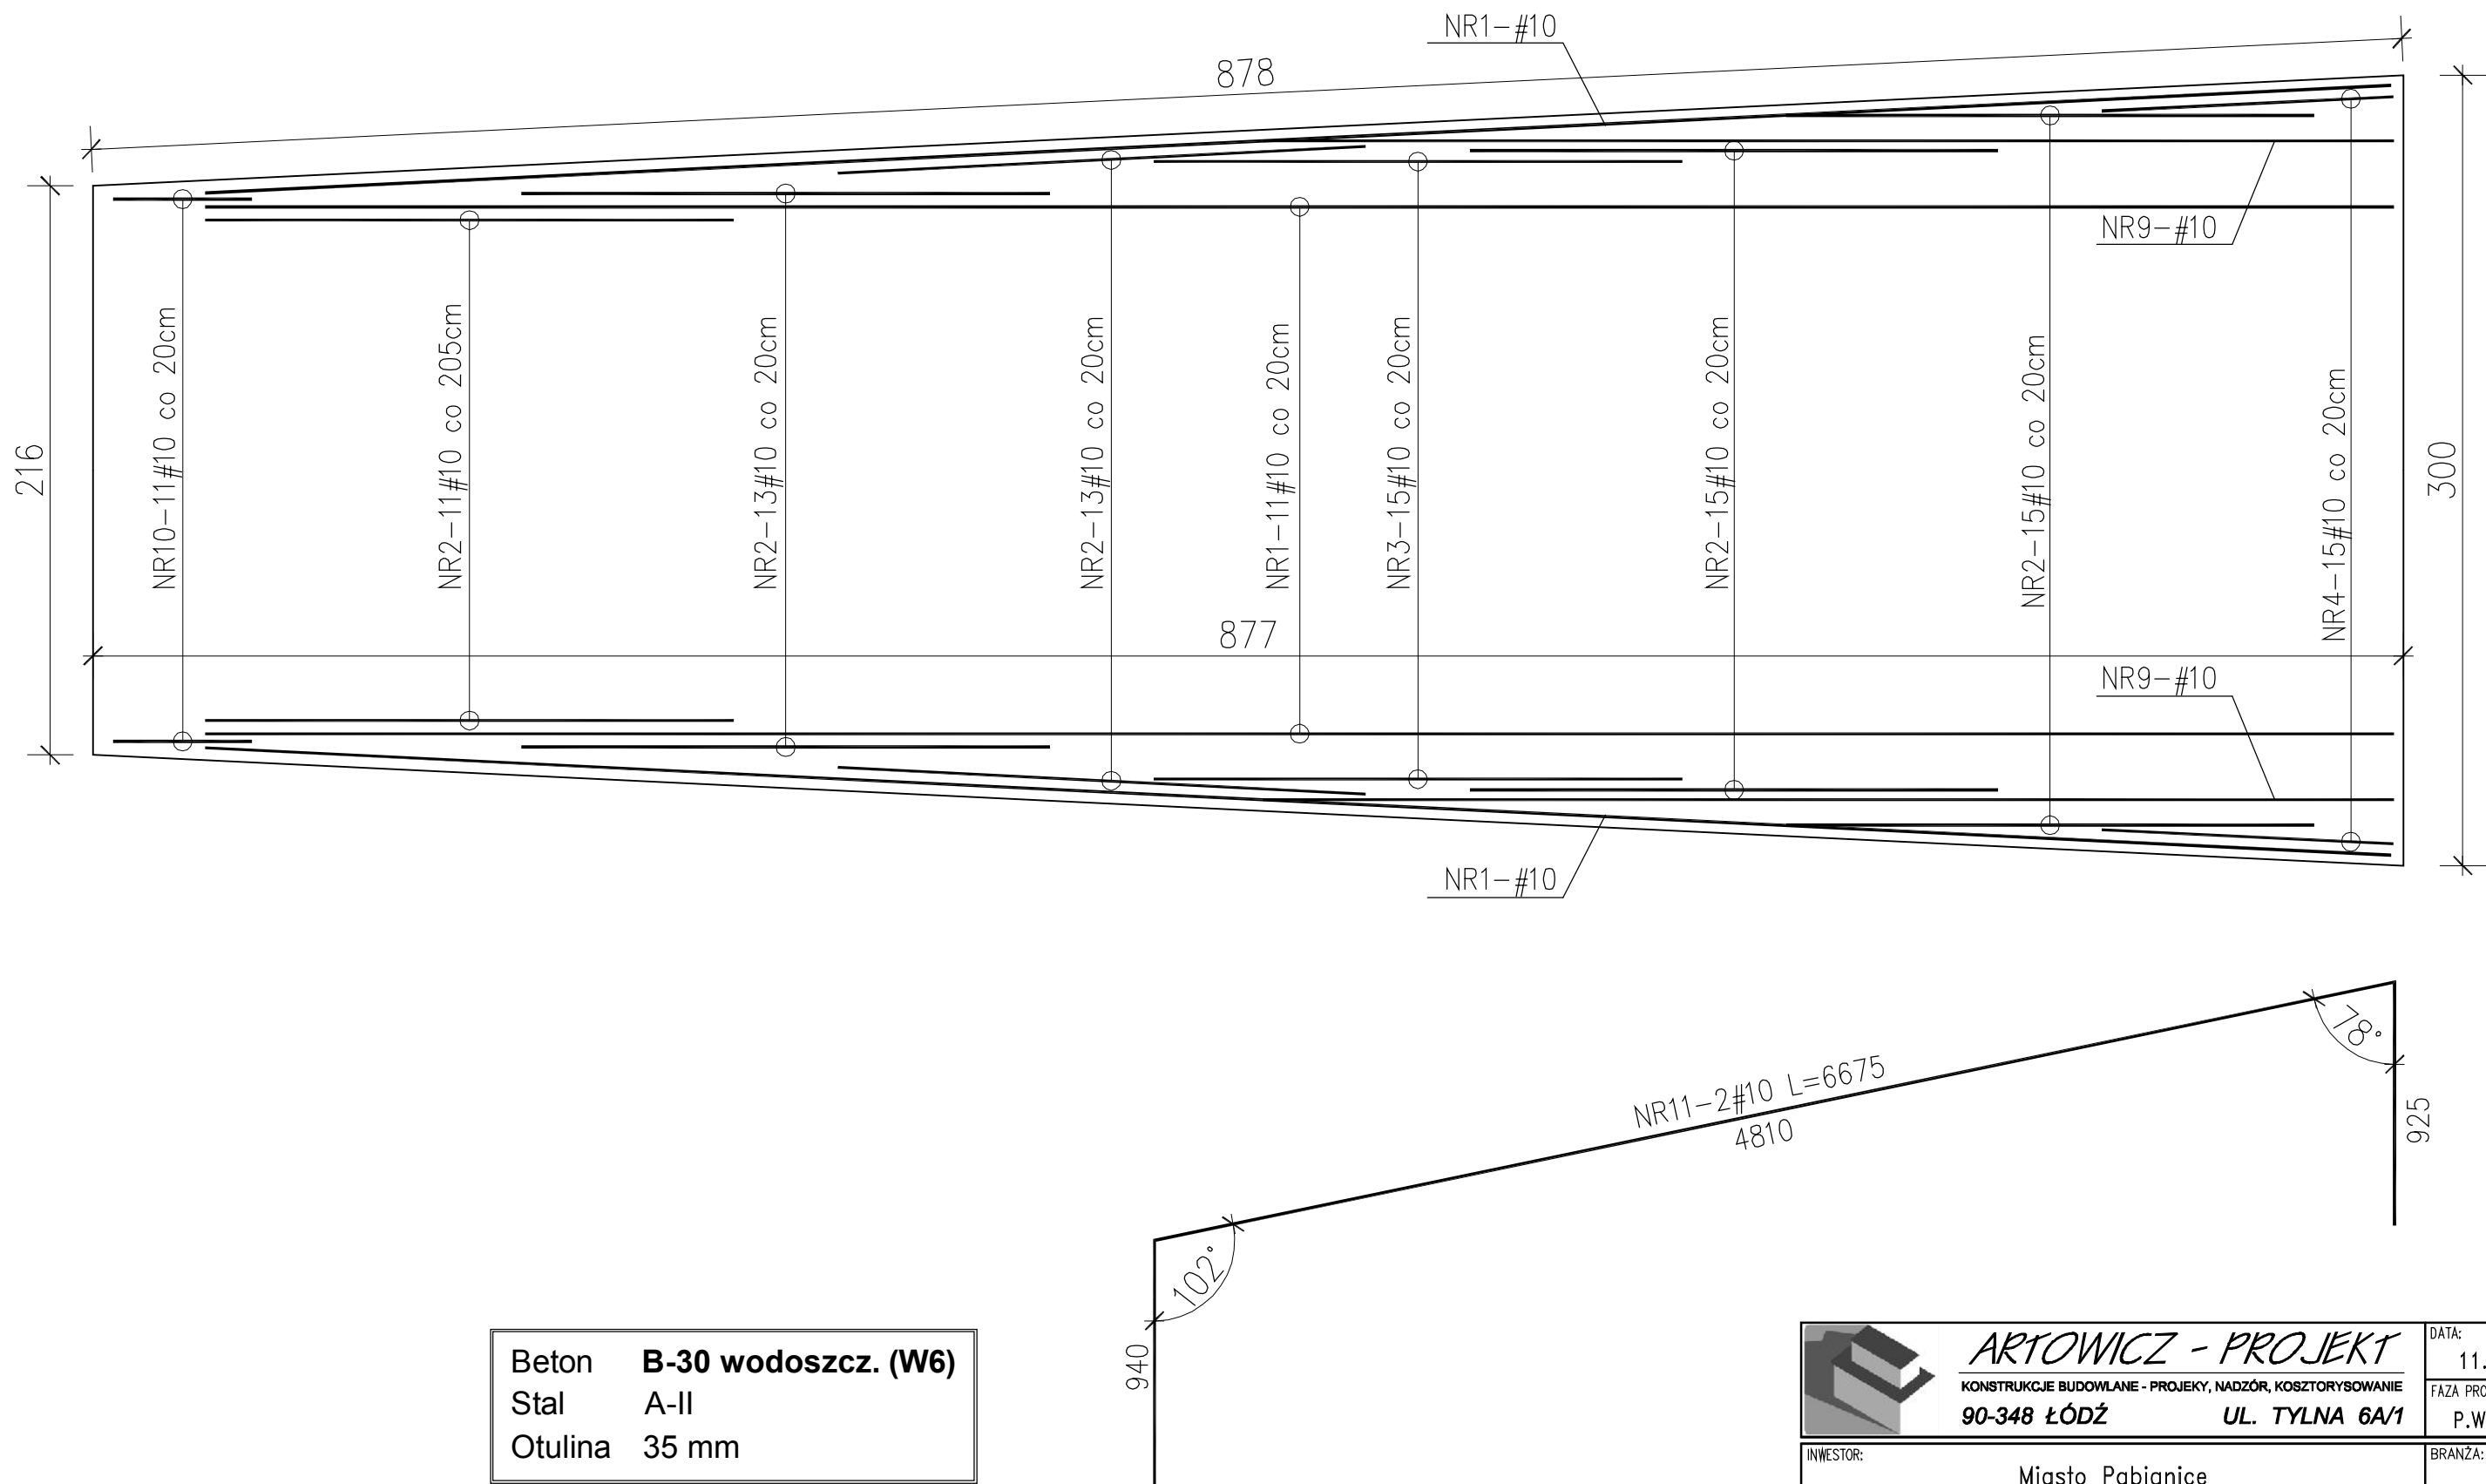 NR1-#10
878
NR9-#10
216
NR10-11#10 co 20cm
NR2-11#10 co 205cm
NR2-13#10 co 20cm
NR2-13#10 co 20cm
NR1-11#10 co 20cm
NR3-15#10 co 20cm
NR2-15#10 co 20cm
NR2-15#10 co 20cm
NR4-15#10 co 20cm
300
877
NR9-#10
NR1-#10
78°
NR11-2#10 L=6675
4810
925
102°
940
Beton B-30 wodoszcz. (W6)
Stal A-II
Otulina 35 mm
ARTOWICZ - PROJEKT
KONSTRUKCJE BUDOWLANE - PROJEKY, NADZÓR, KOSZTORYSOWANIE
90-348 ŁÓDŹ UL. TYLNA 6A/1
DATA:
11.
FAZA PRO
P.W
INWESTOR:
Miasto Pabianice
BRANŻA: